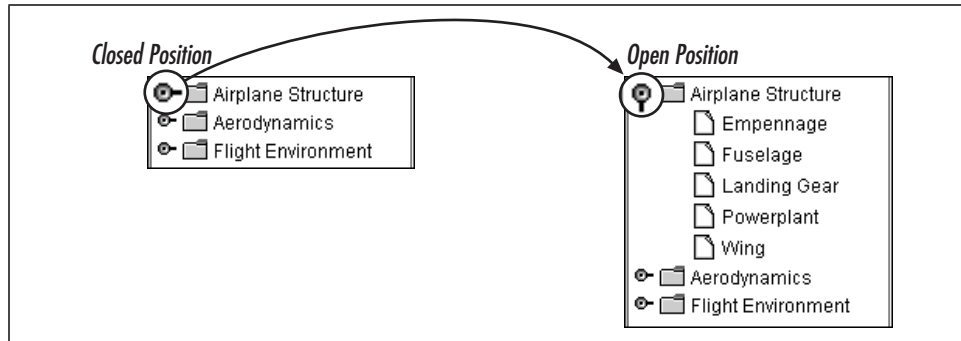 Closed Position
Airplane Structure
Aerodynamics
Flight Environment
Open Position
Airplane Structure
Empennage
Fuselage
Landing Gear
Powerplant
Wing
Aerodynamics
Flight Environment